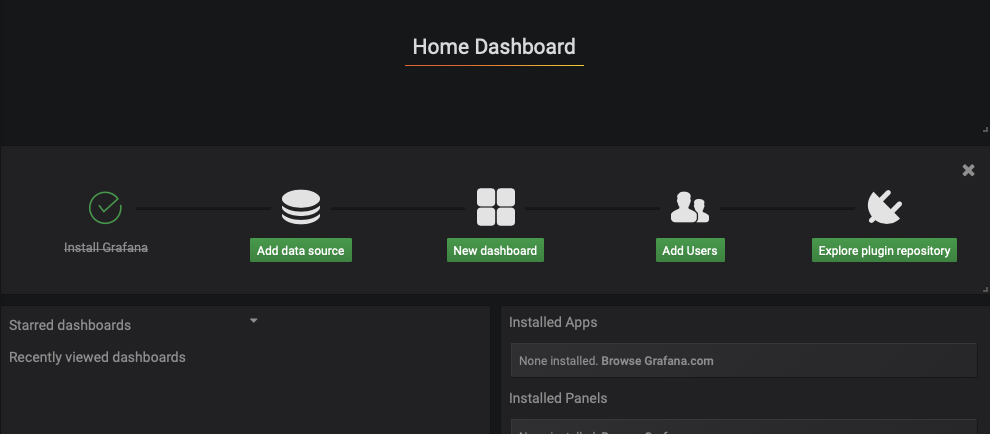 Home Dashboard
Install Grafana
Add data source
New dashboard
Add Users
Explore plugin repository
Starred dashboards
Recently viewed dashboards
Installed Apps
None installed. Browse Grafana.com
Installed Panels